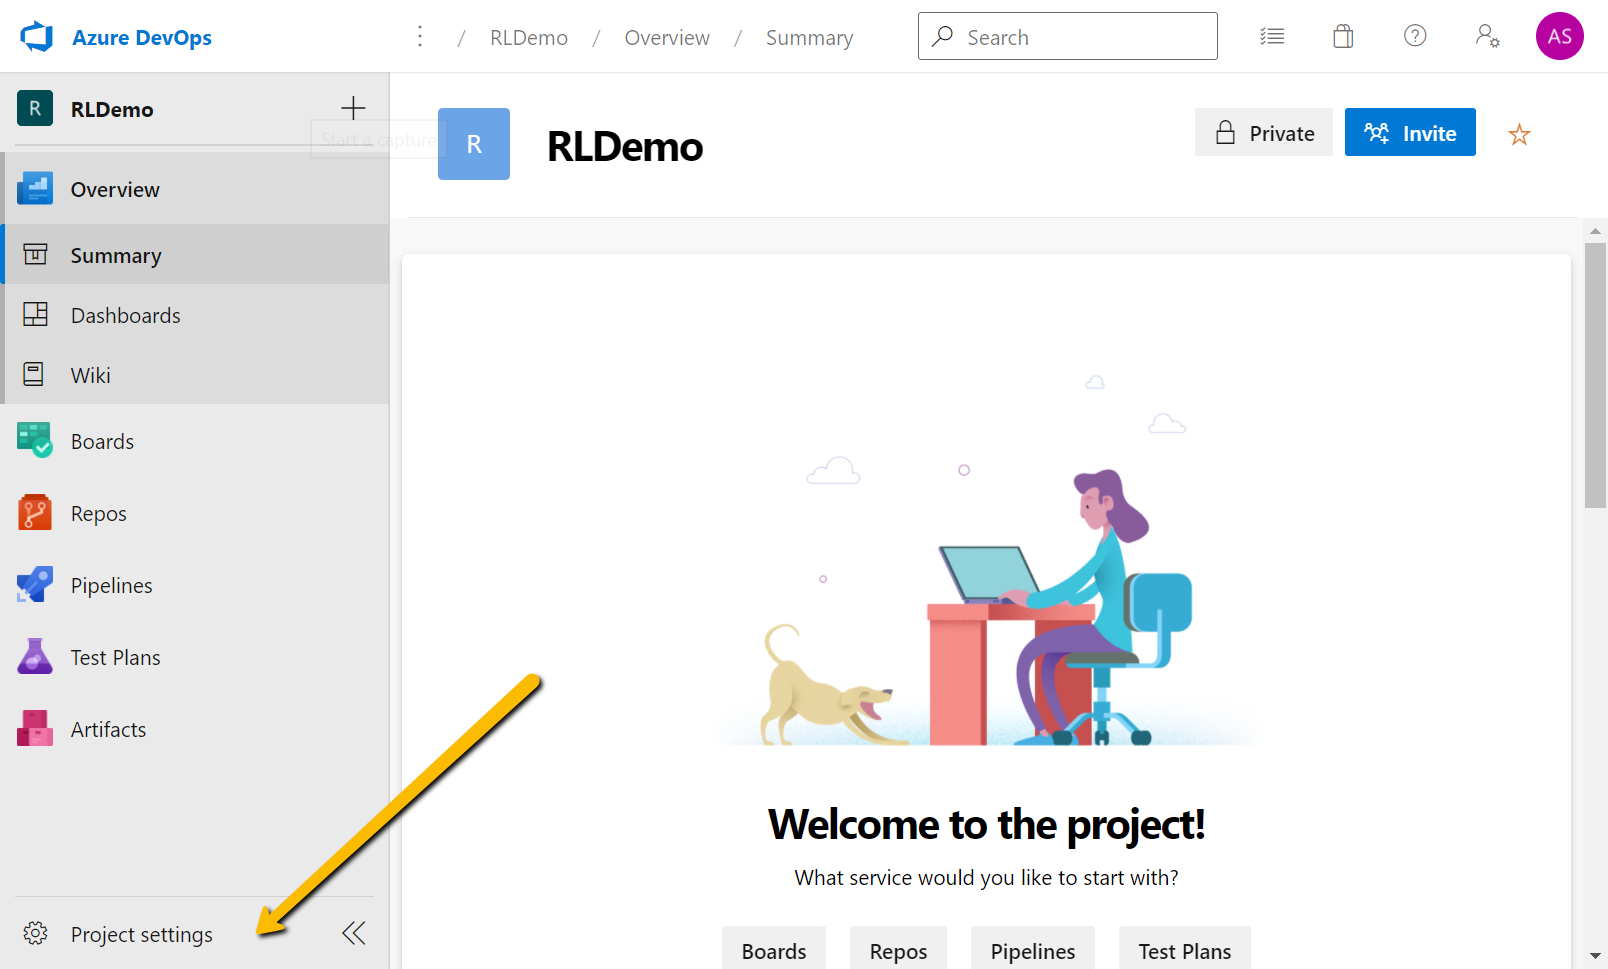 Azure DevOps
/ RLDemo / Overview / Summary
Search
AS
R RLDemo
Start a capture
Overview
Summary
Dashboards
Wiki
Boards
Repos
Pipelines
Test Plans
Artifacts
Project settings
R RLDemo
Private
Invite
Welcome to the project!
What service would you like to start with?
Boards Repos Pipelines Test Plans